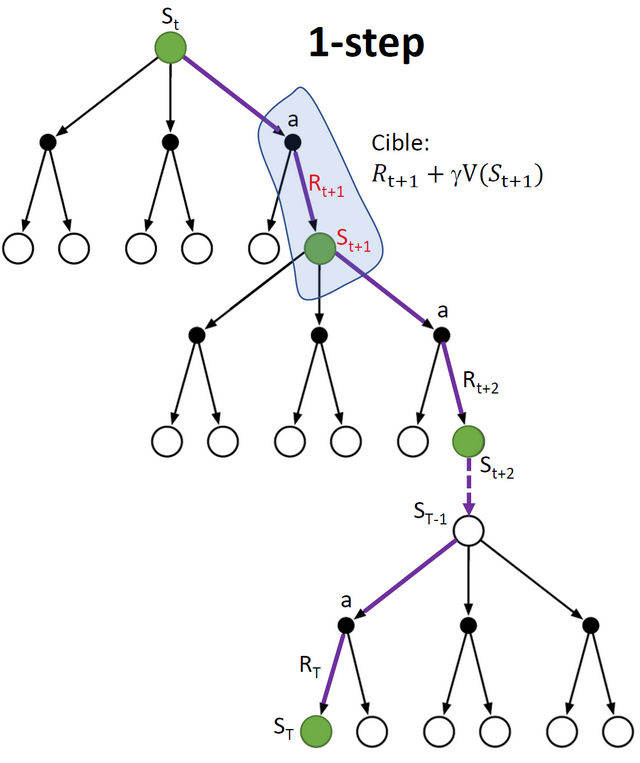 S_t
1-step
a
Cible:
R_{t+1} + γV(S_{t+1})
R_{t+1}
S_{t+1}
a
R_{t+2}
S_{t+2}
S_{T-1}
a
R_T
S_T